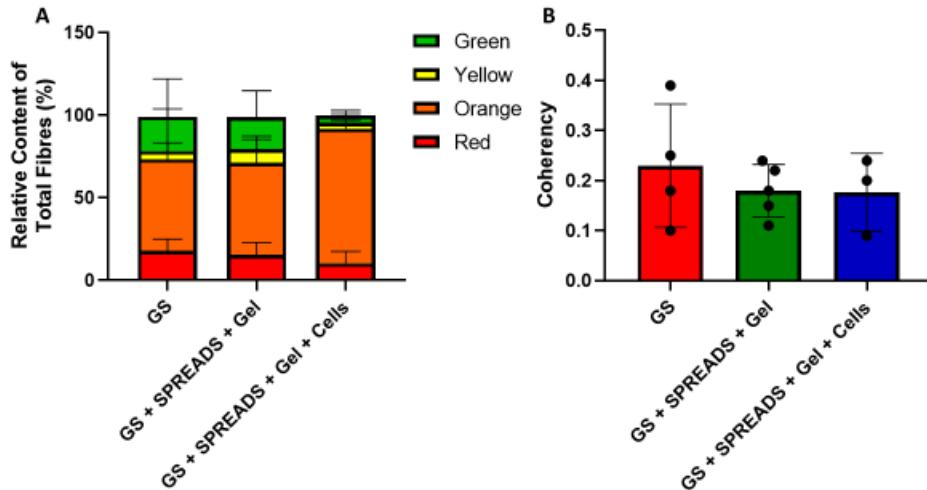 A
Relative Content of
Total Fibres (%)
150
100
50
0
GS
GS + SPREADS + Gel
GS + SPREADS + Gel + Cells
Green
Yellow
Orange
Red
B
Coherency
0.5
0.4
0.3
0.2
0.1
0.0
GS
GS + SPREADS + Gel
GS + SPREADS + Gel + Cells